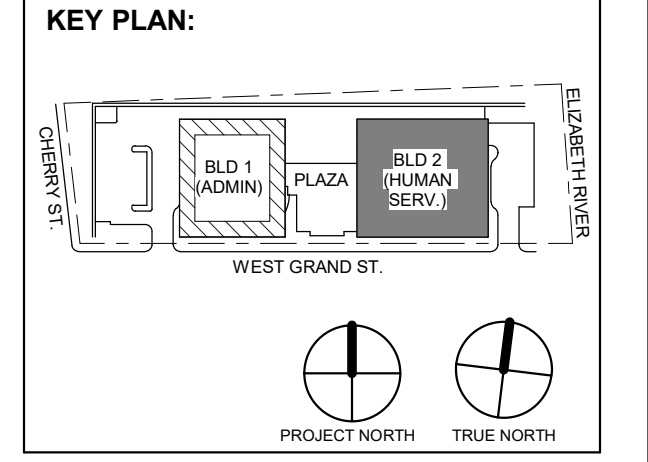 KEY PLAN:
CHERRY ST.
BLD 1
(ADMIN)
PLAZA
BLD 2
(HUMAN
SERV.)
ELIZABETH RIVER
WEST GRAND ST.
PROJECT NORTH
TRUE NORTH